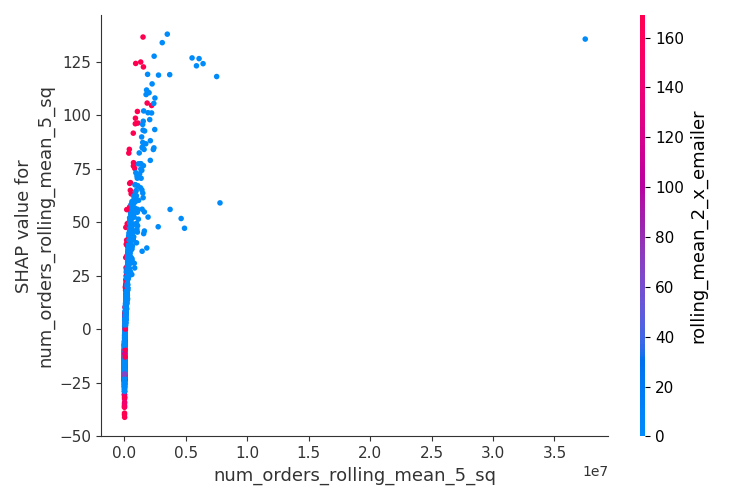 125
100
75
50
25
0
−25
−50
SHAP value for
num_orders_rolling_mean_5_sq
0.0 0.5 1.0 1.5 2.0 2.5 3.0 3.5
1e7
num_orders_rolling_mean_5_sq
160
140
120
100
80
60
40
20
0
rolling_mean_2_x_emailer